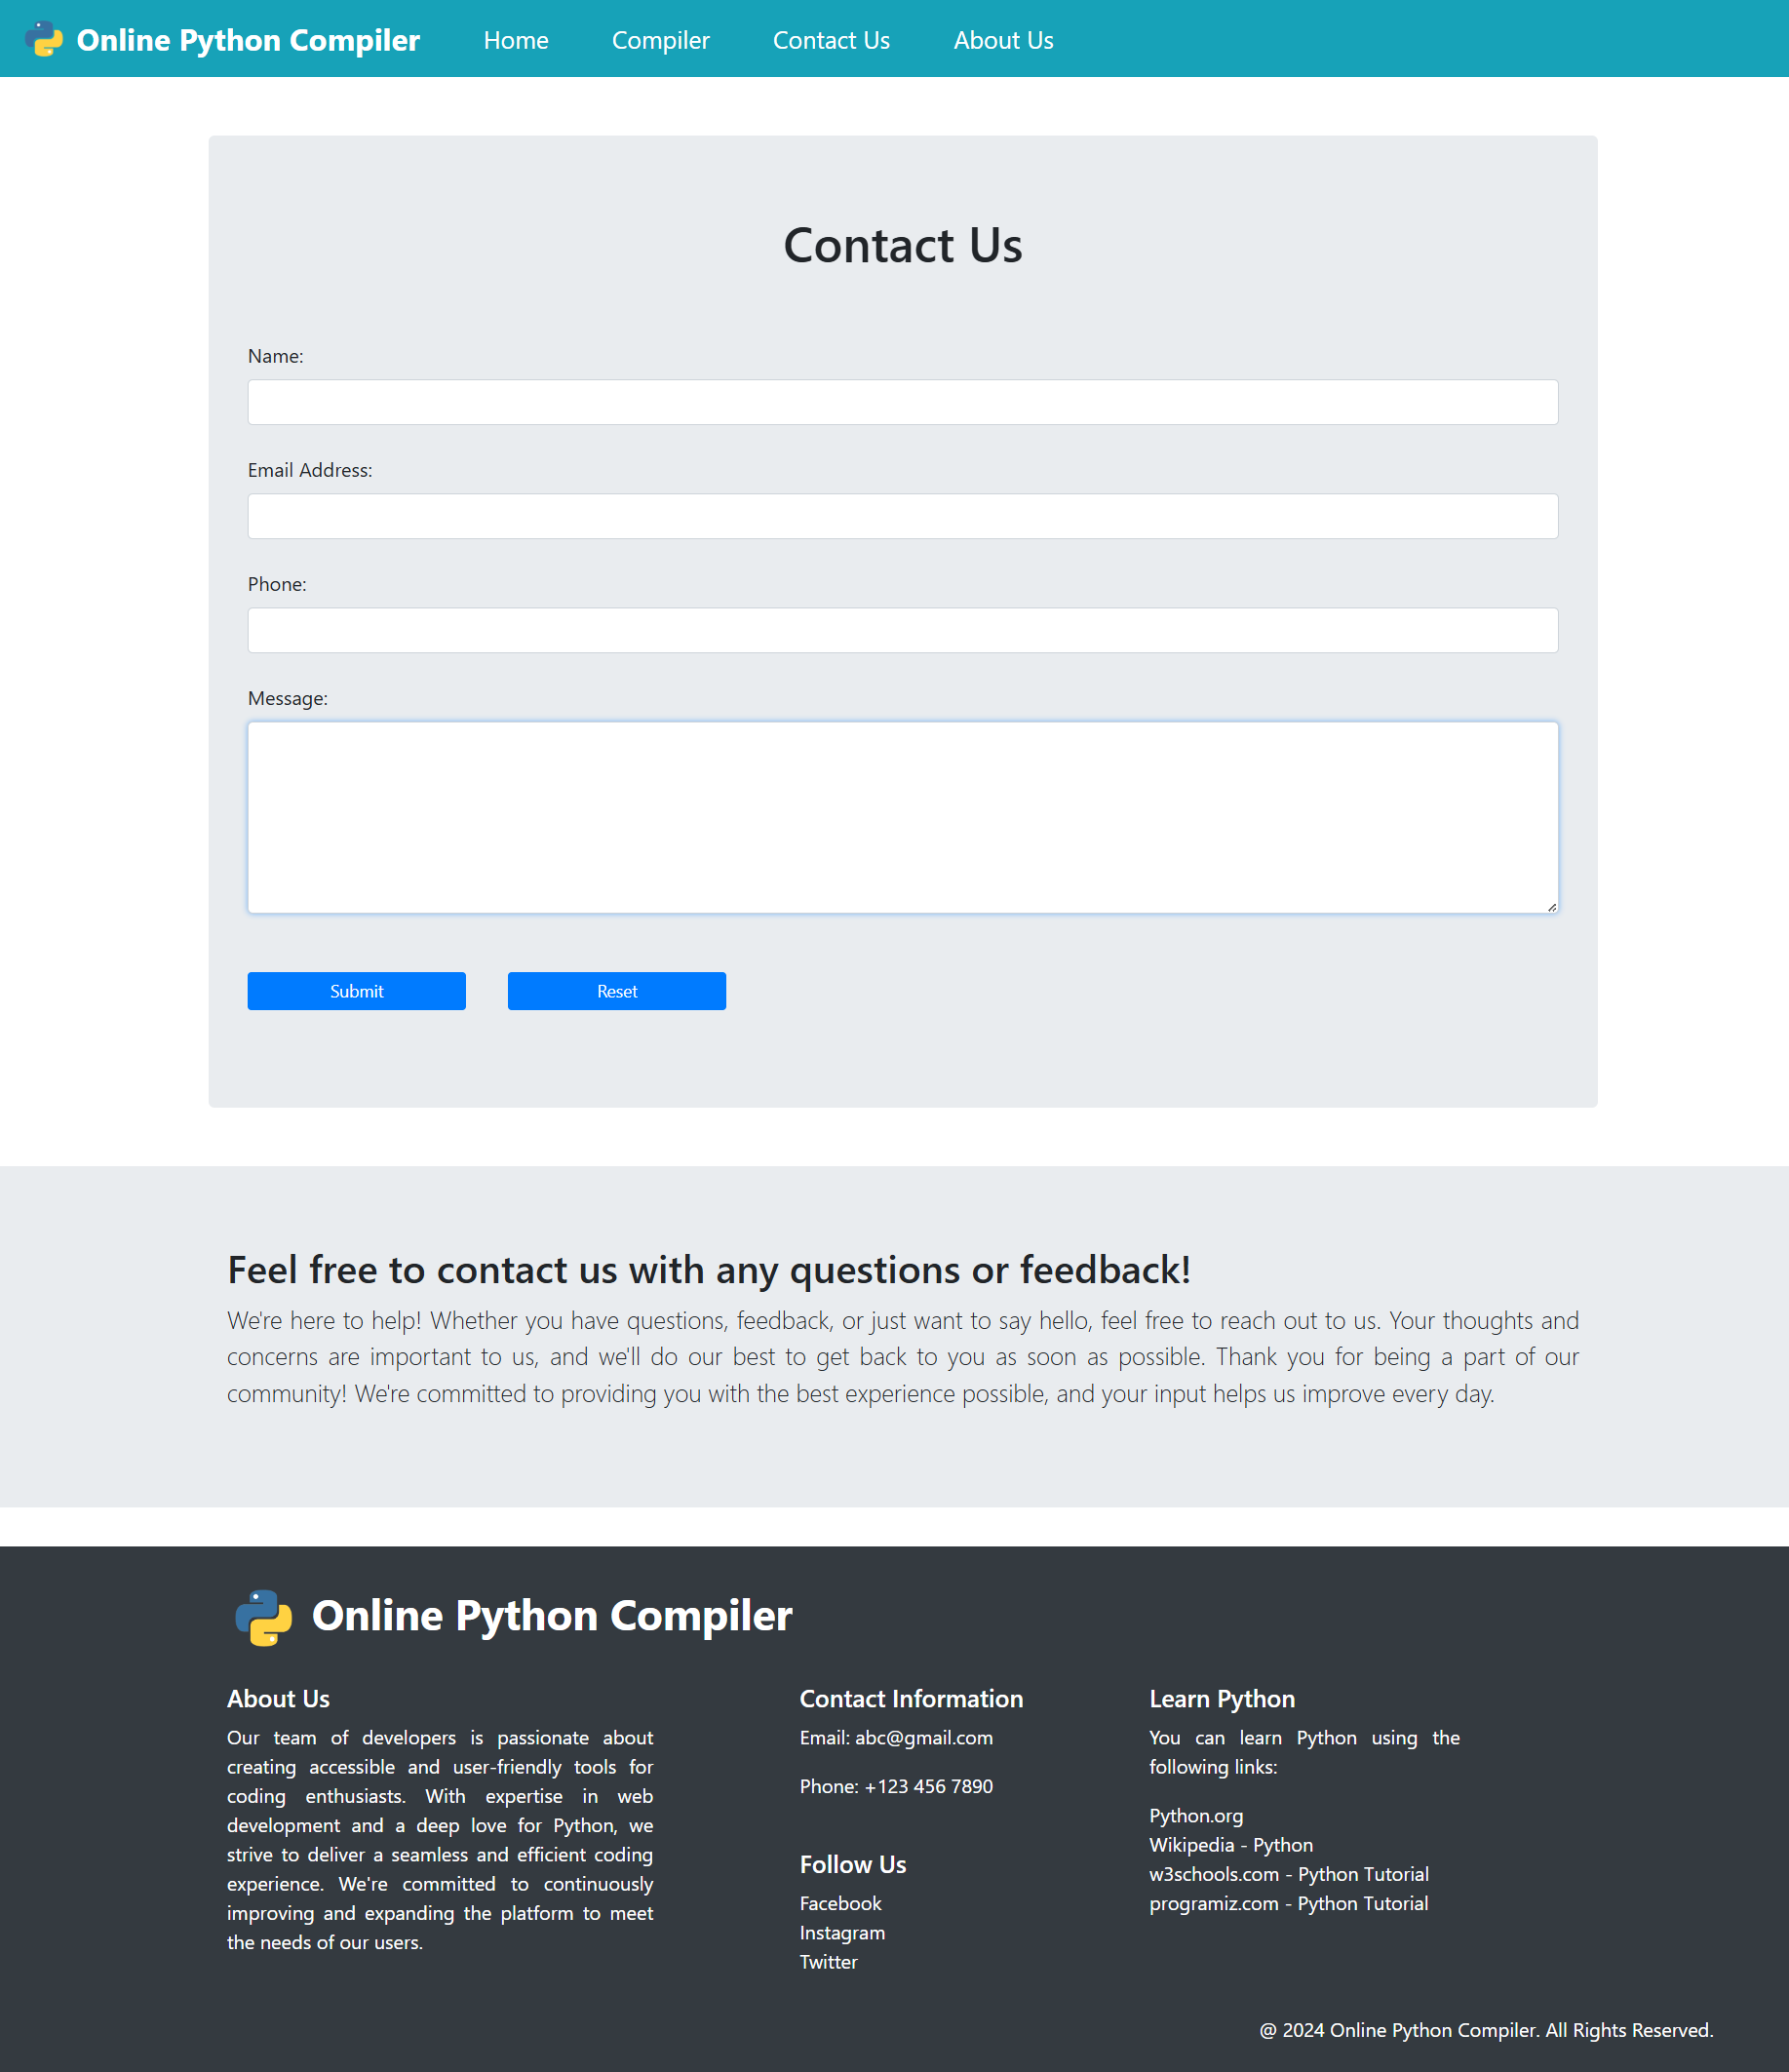 Online Python Compiler Home Compiler Contact Us About Us
Contact Us
Name:
Email Address:
Phone:
Message:
Submit Reset
Feel free to contact us with any questions or feedback!
We're here to help! Whether you have questions, feedback, or just want to say hello, feel free to reach out to us. Your thoughts and
concerns are important to us, and we'll do our best to get back to you as soon as possible. Thank you for being a part of our
community! We're committed to providing you with the best experience possible, and your input helps us improve every day.
Online Python Compiler
About Us
Our team of developers is passionate about
creating accessible and user-friendly tools for
coding enthusiasts. With expertise in web
development and a deep love for Python, we
strive to deliver a seamless and efficient coding
experience. We're committed to continuously
improving and expanding the platform to meet
the needs of our users.
Contact Information
Email: abc@gmail.com
Phone: +123 456 7890
Follow Us
Facebook
Instagram
Twitter
Learn Python
You can learn Python using the
following links:
Python.org
Wikipedia - Python
w3schools.com - Python Tutorial
programiz.com - Python Tutorial
@ 2024 Online Python Compiler. All Rights Reserved.